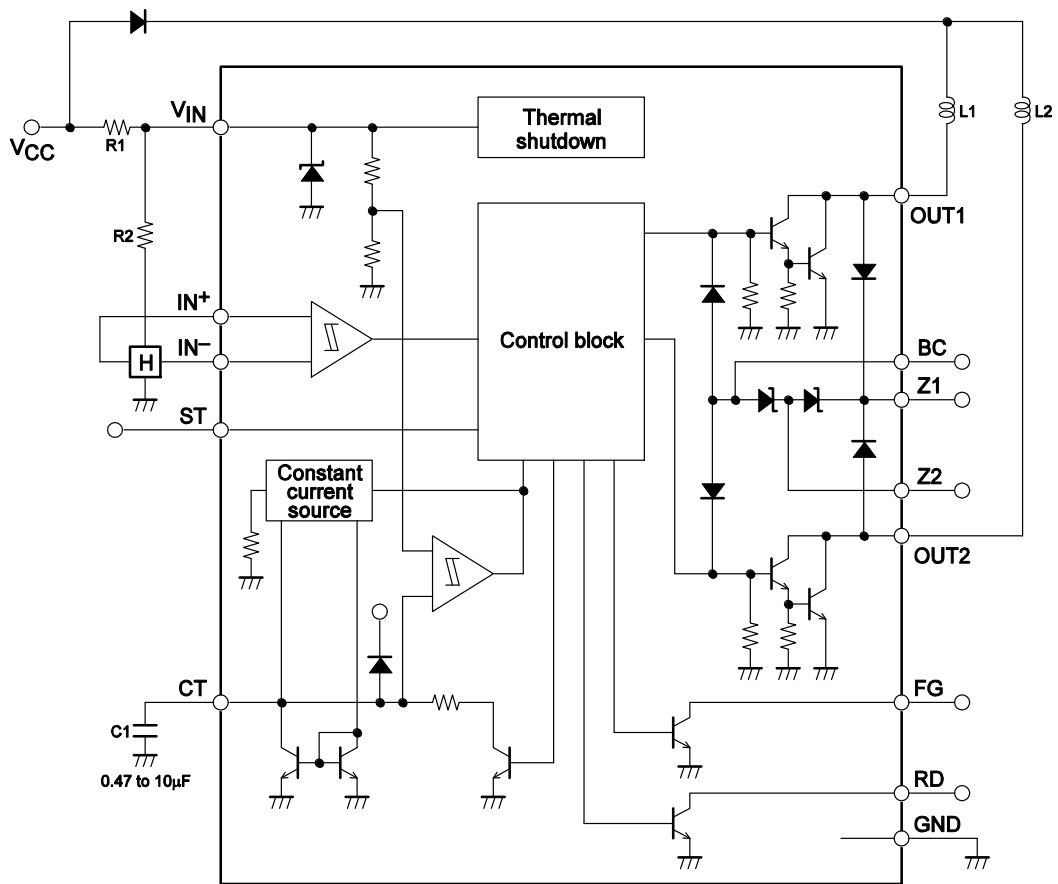 VCC
R1
VIN
Thermal
shutdown
L1
L2
OUT1
R2
IN+
IN−
H
Control block
BC
Z1
ST
Z2
Constant
current
source
OUT2
CT
C1
0.47 to 10µF
FG
RD
GND